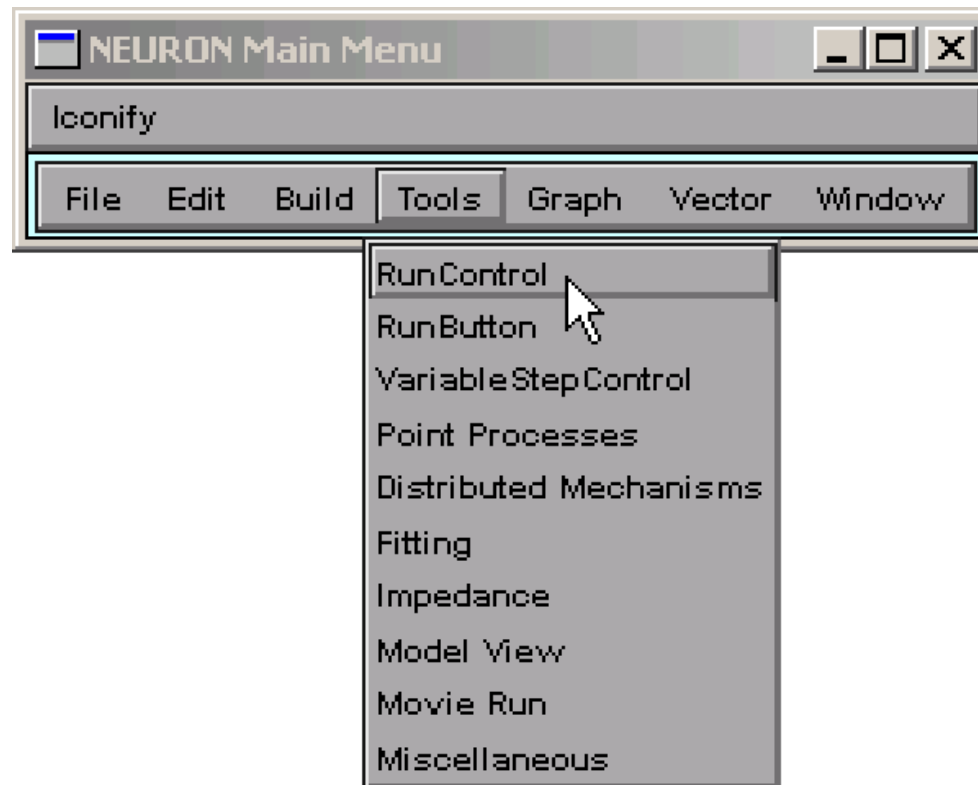 NEURON Main Menu
Iconify
File Edit Build Tools Graph Vector Window
RunControl
RunButton
VariableStepControl
Point Processes
Distributed Mechanisms
Fitting
Impedance
Model View
Movie Run
Miscellaneous